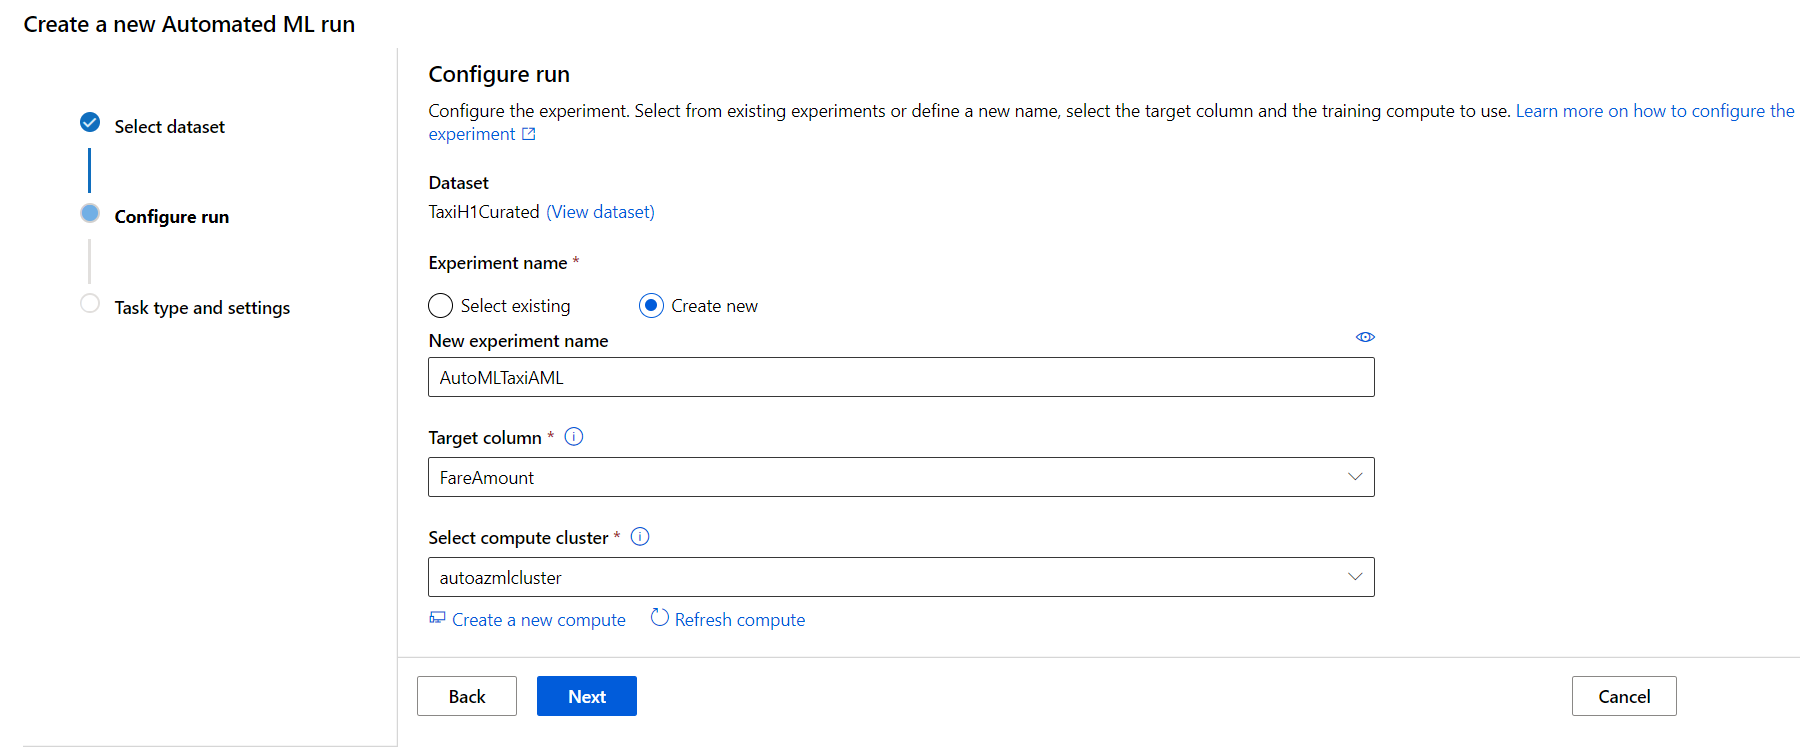 Create a new Automated ML run
Select dataset
Configure run
Task type and settings
Configure run
Configure the experiment. Select from existing experiments or define a new name, select the target column and the training compute to use. Learn more on how to configure the
experiment
Dataset
TaxiH1Curated (View dataset)
Experiment name *
Select existing Create new
New experiment name
AutoMLTaxiAML
Target column *
FareAmount
Select compute cluster *
autoazmlcluster
Create a new compute Refresh compute
Back Next Cancel